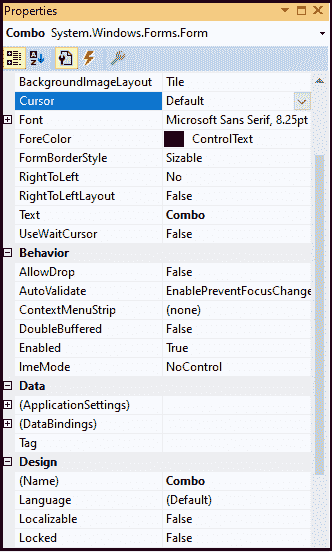 Properties
Combo System.Windows.Forms.Form
BackgroundImageLayout Tile
Cursor Default
Font Microsoft Sans Serif, 8.25pt
ForeColor ControlText
FormBorderStyle Sizable
RightToLeft No
RightToLeftLayout False
Text Combo
UseWaitCursor False
Behavior
AllowDrop False
AutoValidate EnablePreventFocusChange
ContextMenuStrip (none)
DoubleBuffered False
Enabled True
ImeMode NoControl
Data
(ApplicationSettings)
(DataBindings)
Tag
Design
(Name) Combo
Language (Default)
Localizable False
Locked False